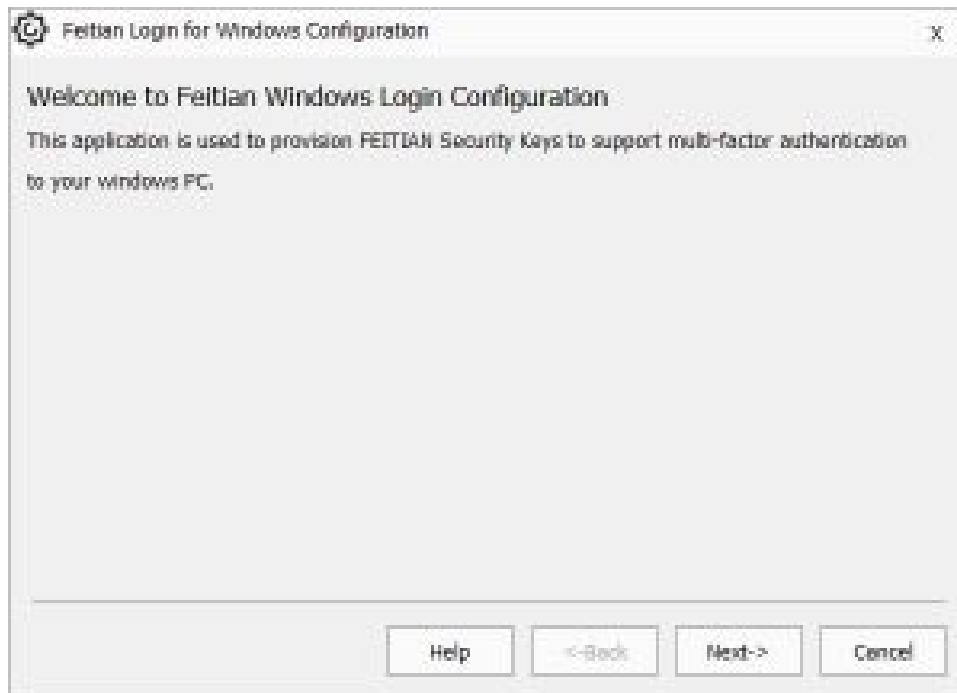 Feitian Login for Windows Configuration
X
Welcome to Feitian Windows Login Configuration
This application is used to provision FEITIAN Security Keys to support multi-factor authentication
to your windows PC.
Help
<-Back
Next->
Cancel